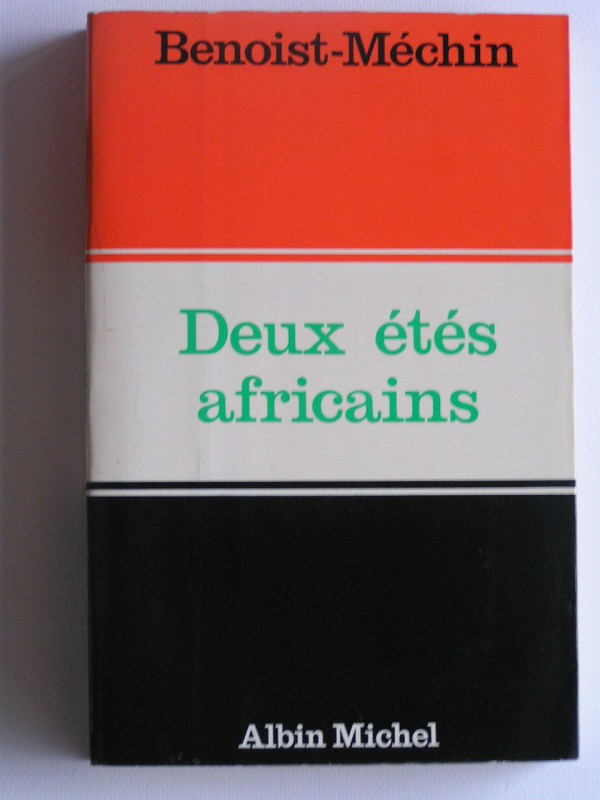 Benoist-Méchin
Deux étés
africains
Albin Michel